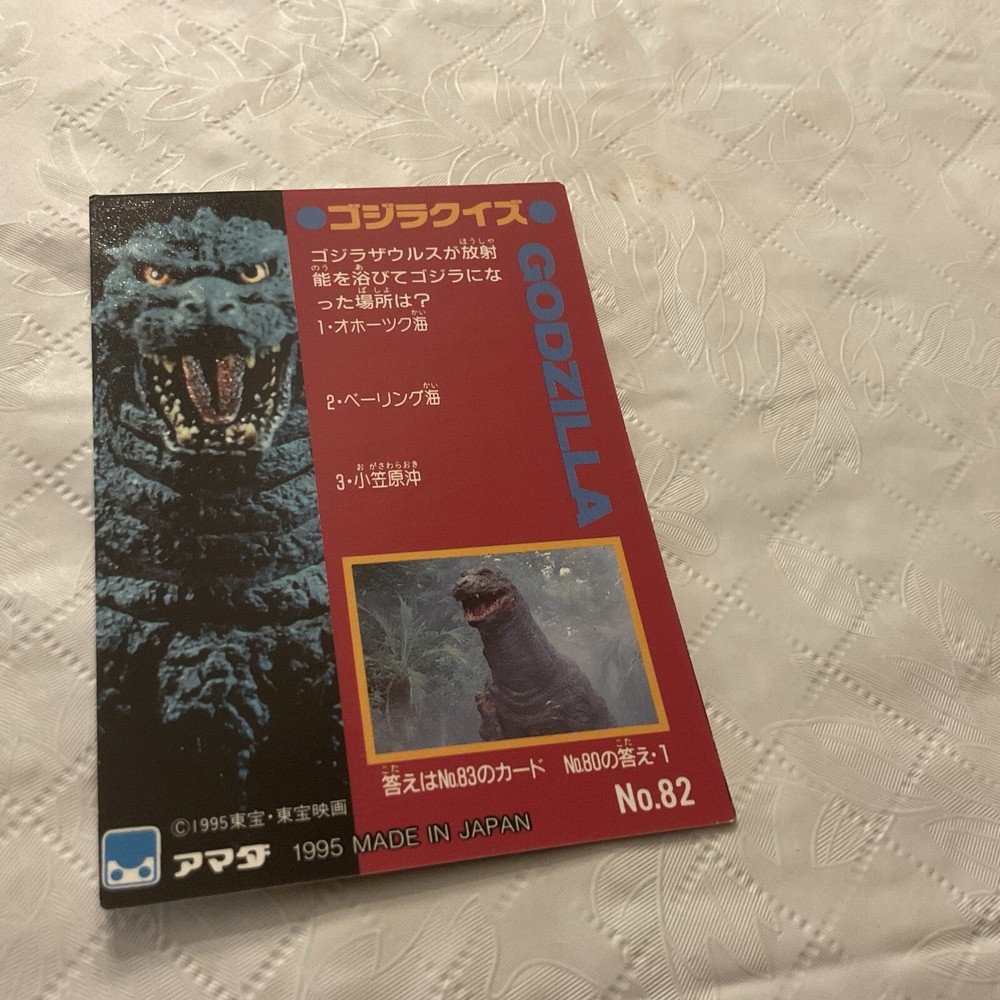 ●ゴジラクイズ●
ゴジラザウルスが放射
能を浴びてゴジラにな
った場所は?
1・オホーツク海
2・ベーリング海
3・小笠原沖
GODZILLA
答えはNo.83のカード No.80の答え・1
No.82
©1995東宝・東宝映画
アマダ 1995 MADE IN JAPAN